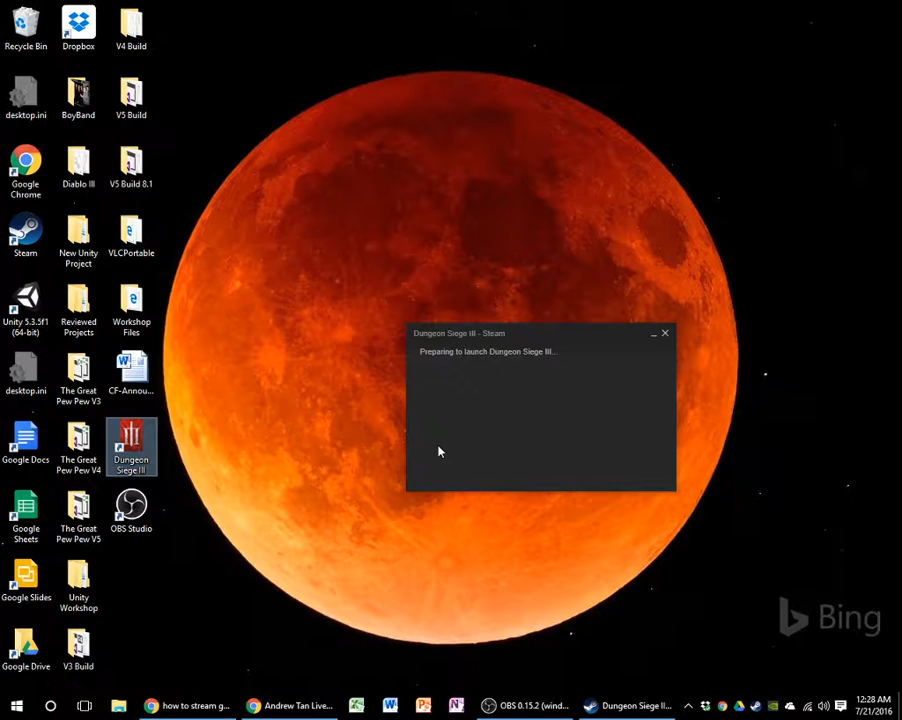 Recycle Bin
Dropbox
V4 Build
desktop.ini
BoyBand
V5 Build
Google
Chrome
Diablo III
V5 Build 8.1
Steam
New Unity
Project
VLCPortable
Unity 5.3.5f1
(64-bit)
Reviewed
Projects
Workshop
Files
desktop.ini
The Great
Pew Pew V3
CF-Annou...
Google Docs
The Great
Pew Pew V4
Dungeon
Siege III
Google
Sheets
The Great
Pew Pew V5
OBS Studio
Google Slides
Unity
Workshop
Google Drive
V3 Build
Dungeon Siege III - Steam
Preparing to launch Dungeon Siege III...
Bing
how to stream g...
Andrew Tan Live...
OBS 0.15.2 (wind...
Dungeon Siege II...
12:28 AM
7/21/2016